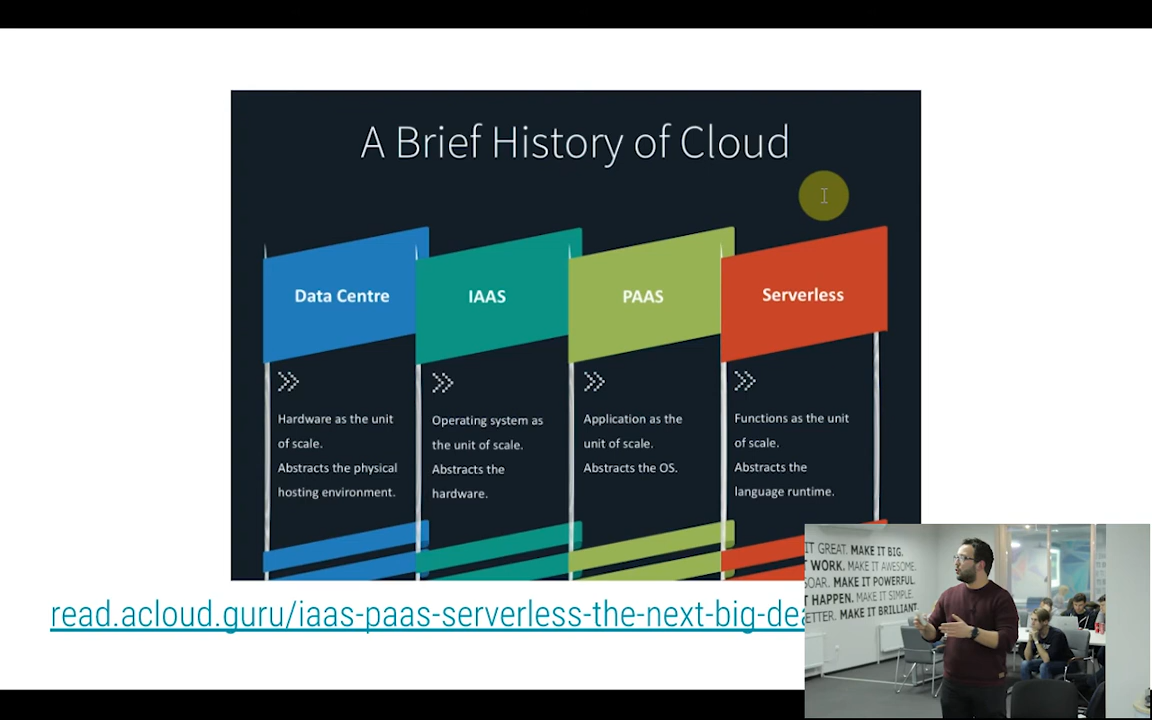 A Brief History of Cloud
Data Centre
IAAS
PAAS
Serverless
Hardware as the unit
of scale.
Abstracts the physical
hosting environment.
Operating system as
the unit of scale.
Abstracts the
hardware.
Application as the
unit of scale.
Abstracts the OS.
Functions as the unit
of scale.
Abstracts the
language runtime.
read.acloud.guru/iaas-paas-serverless-the-next-big-dea
IT GREAT. MAKE IT BIG.
WORK. MAKE IT AWESOME.
SOAR. MAKE IT POWERFUL.
HAPPEN. MAKE IT SIMPLE.
ETTER. MAKE IT BRILLIANT.